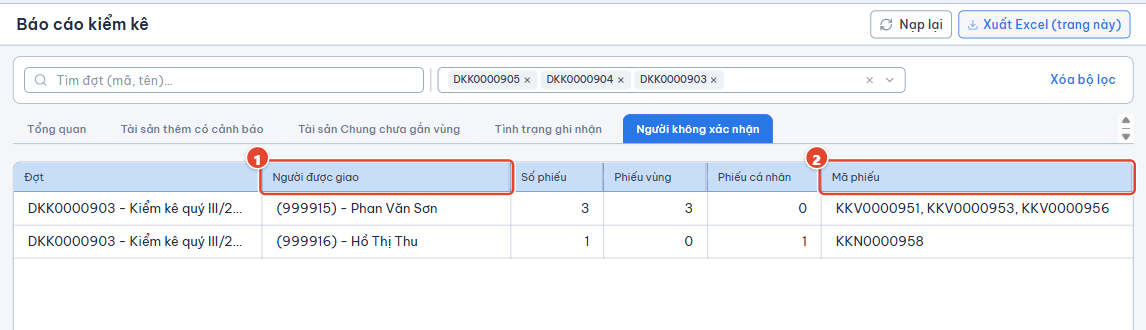 Báo cáo kiểm kê
Nạp lại
Xuất Excel (trang này)
Tìm đợt (mã, tên)...
DKK0000905 × DKK0000904 × DKK0000903 ×
Xóa bộ lọc
Tổng quan
Tài sản thêm có cảnh báo
Tài sản Chung chưa gắn vùng
Tình trạng ghi nhận
Người không xác nhận
1
2
Đợt
Người được giao
Số phiếu
Phiếu vùng
Phiếu cá nhân
Mã phiếu
DKK0000903 - Kiểm kê quý III/2... (999915) - Phan Văn Sơn 3 3 0 KKV0000951, KKV0000953, KKV0000956
DKK0000903 - Kiểm kê quý III/2... (999916) - Hồ Thị Thu 1 0 1 KKN0000958